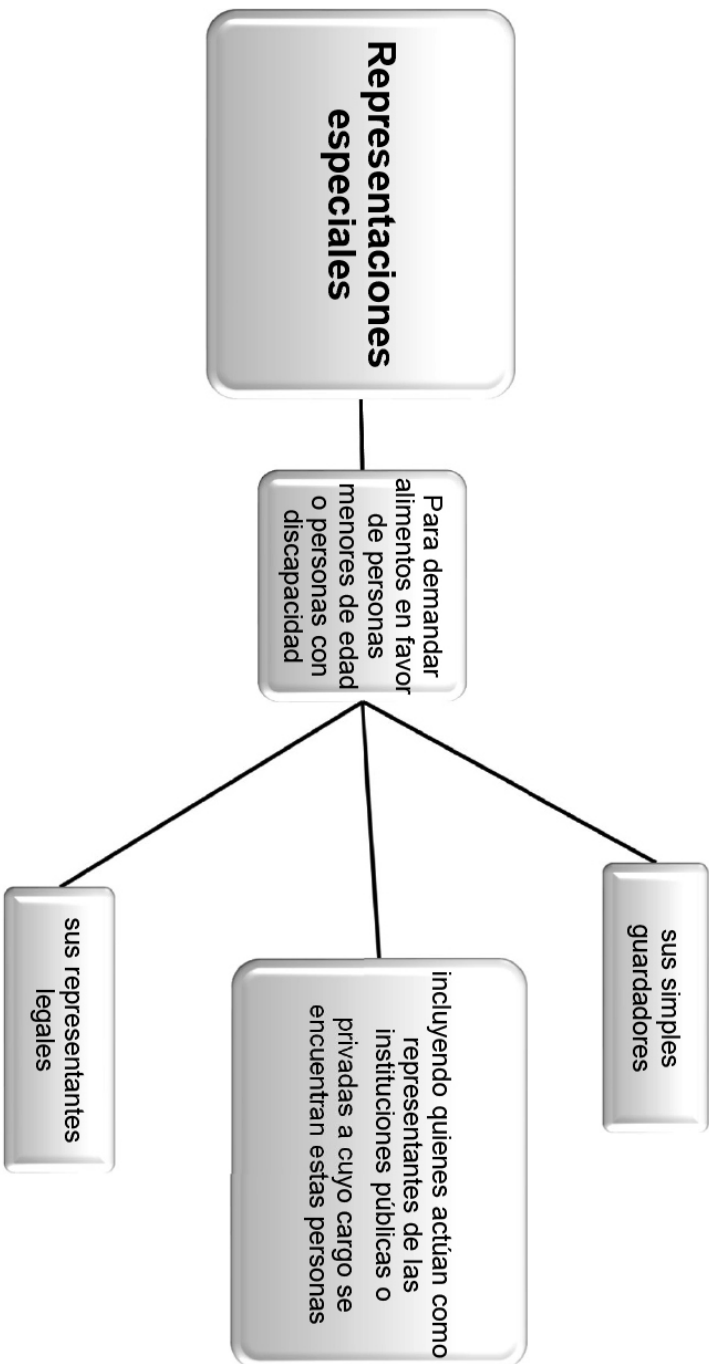 Representaciones
especiales
Para demandar
alimentos en favor
de personas
menores de edad
o personas con
discapacidad
sus simples
guardadores
incluyendo quienes actúan como
representantes de las
instituciones públicas o
privadas a cuyo cargo se
encuentran estas personas
sus representantes
legales